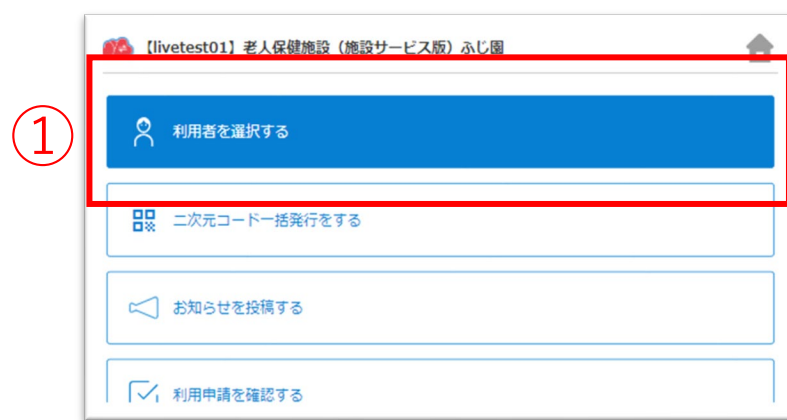 【livetest01】老人保健施設（施設サービス版）ふじ園
①
利用者を選択する
二次元コード一括発行をする
お知らせを投稿する
利用申請を確認する